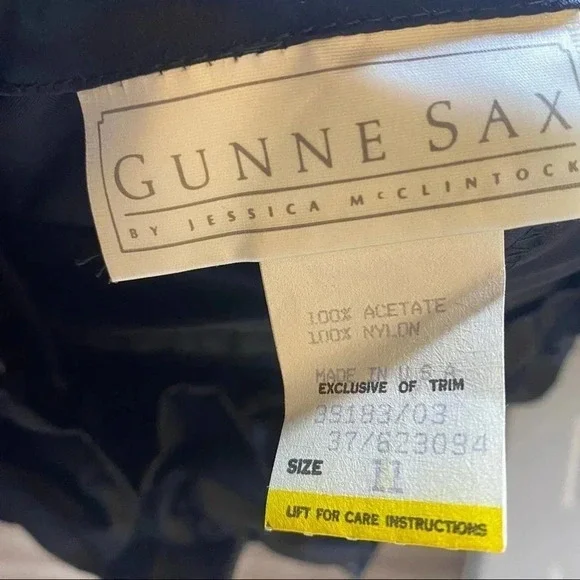 GUNNE SAX
BY JESSICA McCLINTOCK
100% ACETATE
100% NYLON
MADE IN U S A
EXCLUSIVE OF TRIM
39183/03
37/623094
SIZE 11
LIFT FOR CARE INSTRUCTIONS